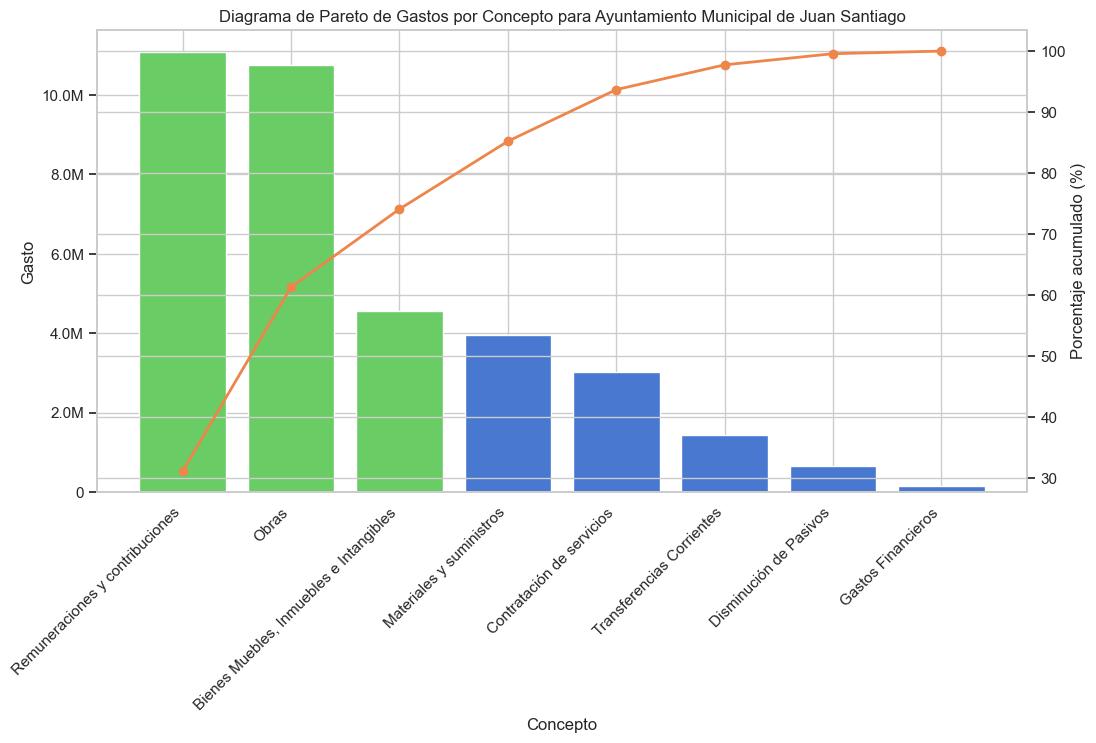 Diagrama de Pareto de Gastos por Concepto para Ayuntamiento Municipal de Juan Santiago
Gasto
10.0M
8.0M
6.0M
4.0M
2.0M
0
100
90
80
70
60
50
40
30
Porcentaje acumulado (%)
Remuneraciones y contribuciones
Obras
Bienes Muebles, Inmuebles e Intangibles
Materiales y suministros
Contratación de servicios
Transferencias Corrientes
Disminución de Pasivos
Gastos Financieros
Concepto